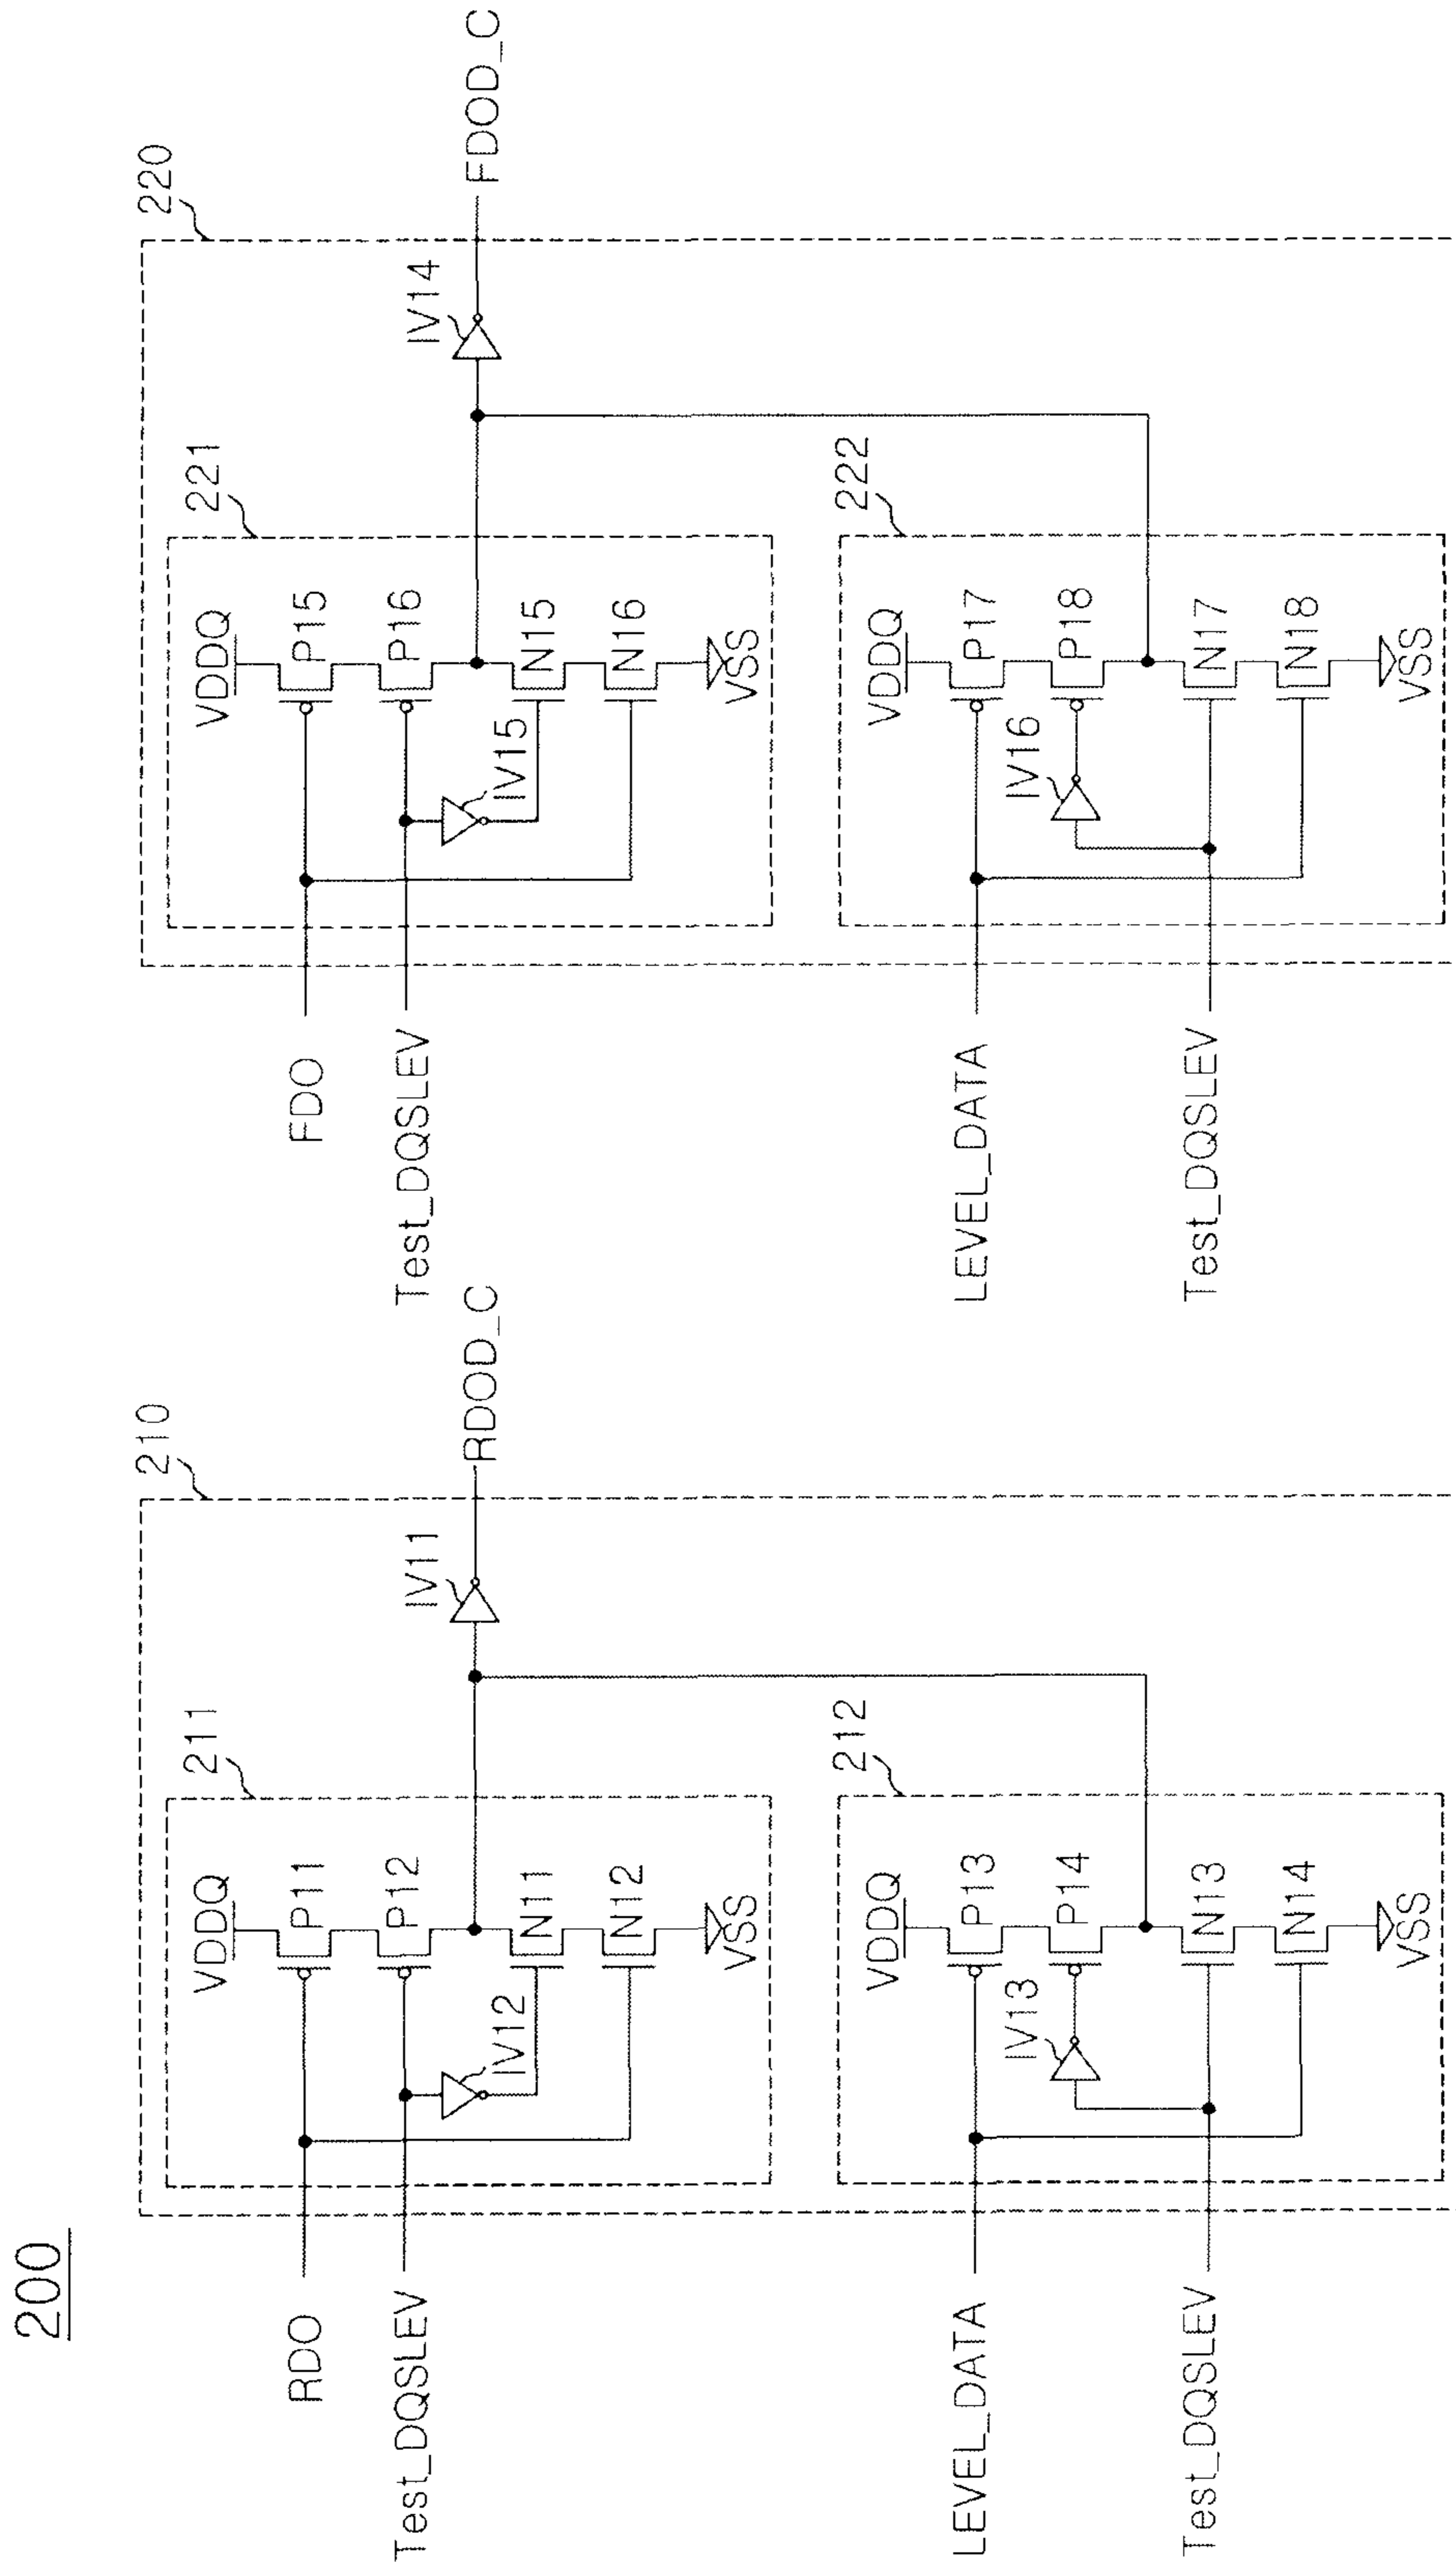 200
210
RDO
Test_DQSLEV
211
VDDQ
P11
P12
IV12
N11
N12
VSS
IV11
RDOD_C
LEVEL_DATA
Test_DQSLEV
212
VDDQ
P13
P14
IV13
N13
N14
VSS
220
FDO
Test_DQSLEV
221
VDDQ
P15
P16
IV15
N15
N16
VSS
IV14
FDOD_C
LEVEL_DATA
Test_DQSLEV
222
VDDQ
P17
P18
IV16
N17
N18
VSS